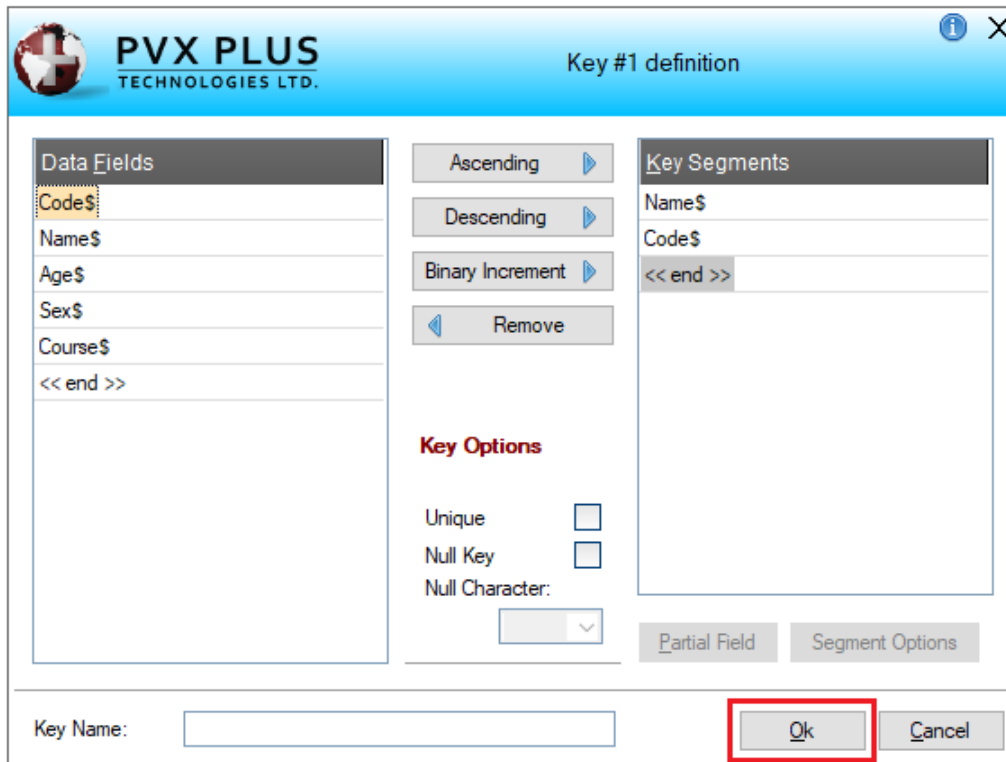 PVX PLUS
TECHNOLOGIES LTD.
Key #1 definition
Data Fields
Code$
Name$
Age$
Sex$
Course$
<< end >>
Ascending
Descending
Binary Increment
Remove
Key Options
Unique
Null Key
Null Character:
Key Segments
Name$
Code$
<< end >>
Partial Field
Segment Options
Key Name:
Ok
Cancel